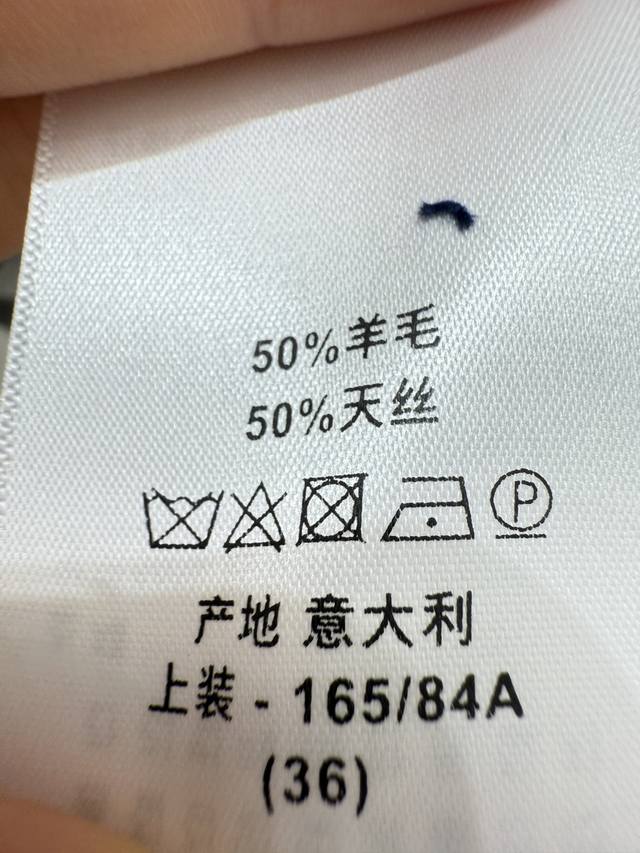 50%羊毛
50%天丝
P
产地 意大利
上装 - 165/84A
(36)